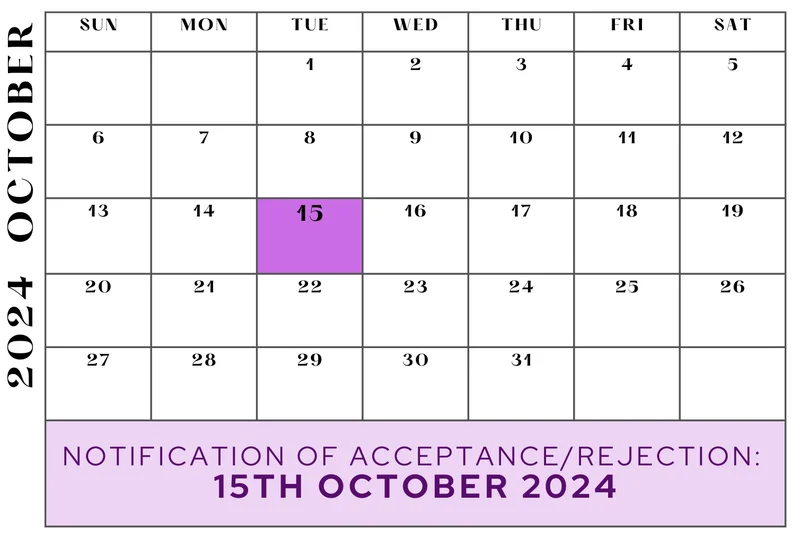 2024 OCTOBER
SUN MON TUE WED THU FRI SAT
1 2 3 4 5
6 7 8 9 10 11 12
13 14 15 16 17 18 19
20 21 22 23 24 25 26
27 28 29 30 31
NOTIFICATION OF ACCEPTANCE/REJECTION:
15TH OCTOBER 2024